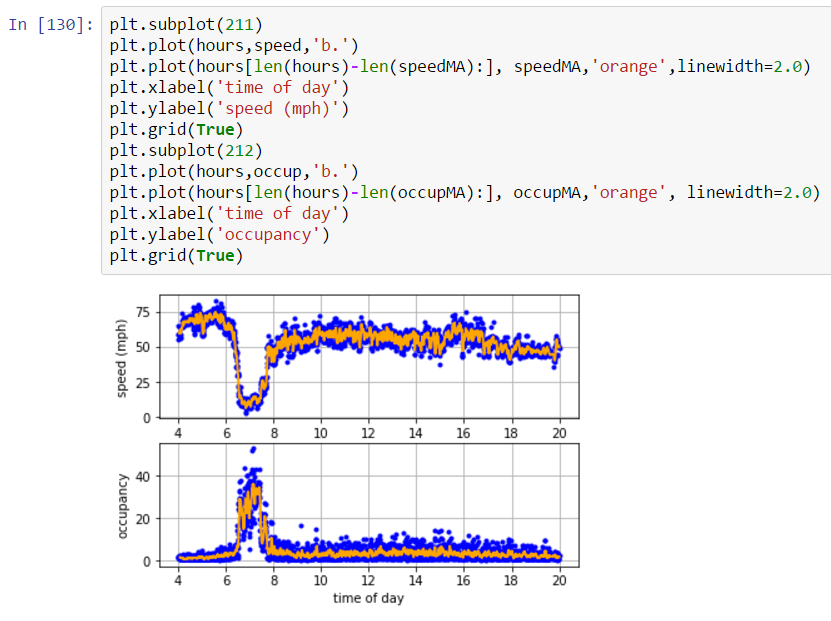 In [130]:
plt.subplot(211)
plt.plot(hours,speed,'b.')
plt.plot(hours[len(hours)-len(speedMA):], speedMA,'orange',linewidth=2.0)
plt.xlabel('time of day')
plt.ylabel('speed (mph)')
plt.grid(True)
plt.subplot(212)
plt.plot(hours,occup,'b.')
plt.plot(hours[len(hours)-len(occupMA):], occupMA,'orange', linewidth=2.0)
plt.xlabel('time of day')
plt.ylabel('occupancy')
plt.grid(True)
speed (mph)
75
50
25
0
4 6 8 10 12 14 16 18 20
occupancy
40
20
0
4 6 8 10 12 14 16 18 20
time of day